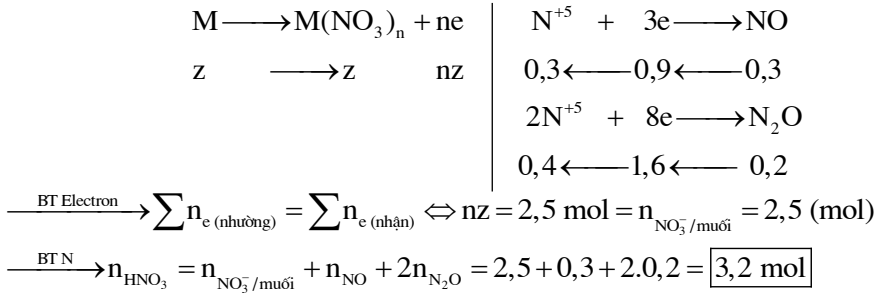 M ⟶ M(NO₃)ₙ + ne | N⁺⁵ + 3e ⟶ NO
z ⟶ z nz | 0,3 ⟵ 0,9 ⟵ 0,3
2N⁺⁵ + 8e ⟶ N₂O
0,4 ⟵ 1,6 ⟵ 0,2
—BT Electron→ ∑n_e (nhường) = ∑n_e (nhận) ⇔ nz = 2,5 mol = n_NO₃⁻/muối = 2,5 (mol)
—BT N→ n_HNO₃ = n_NO₃⁻/muối + n_NO + 2n_N₂O = 2,5 + 0,3 + 2.0,2 = 3,2 mol